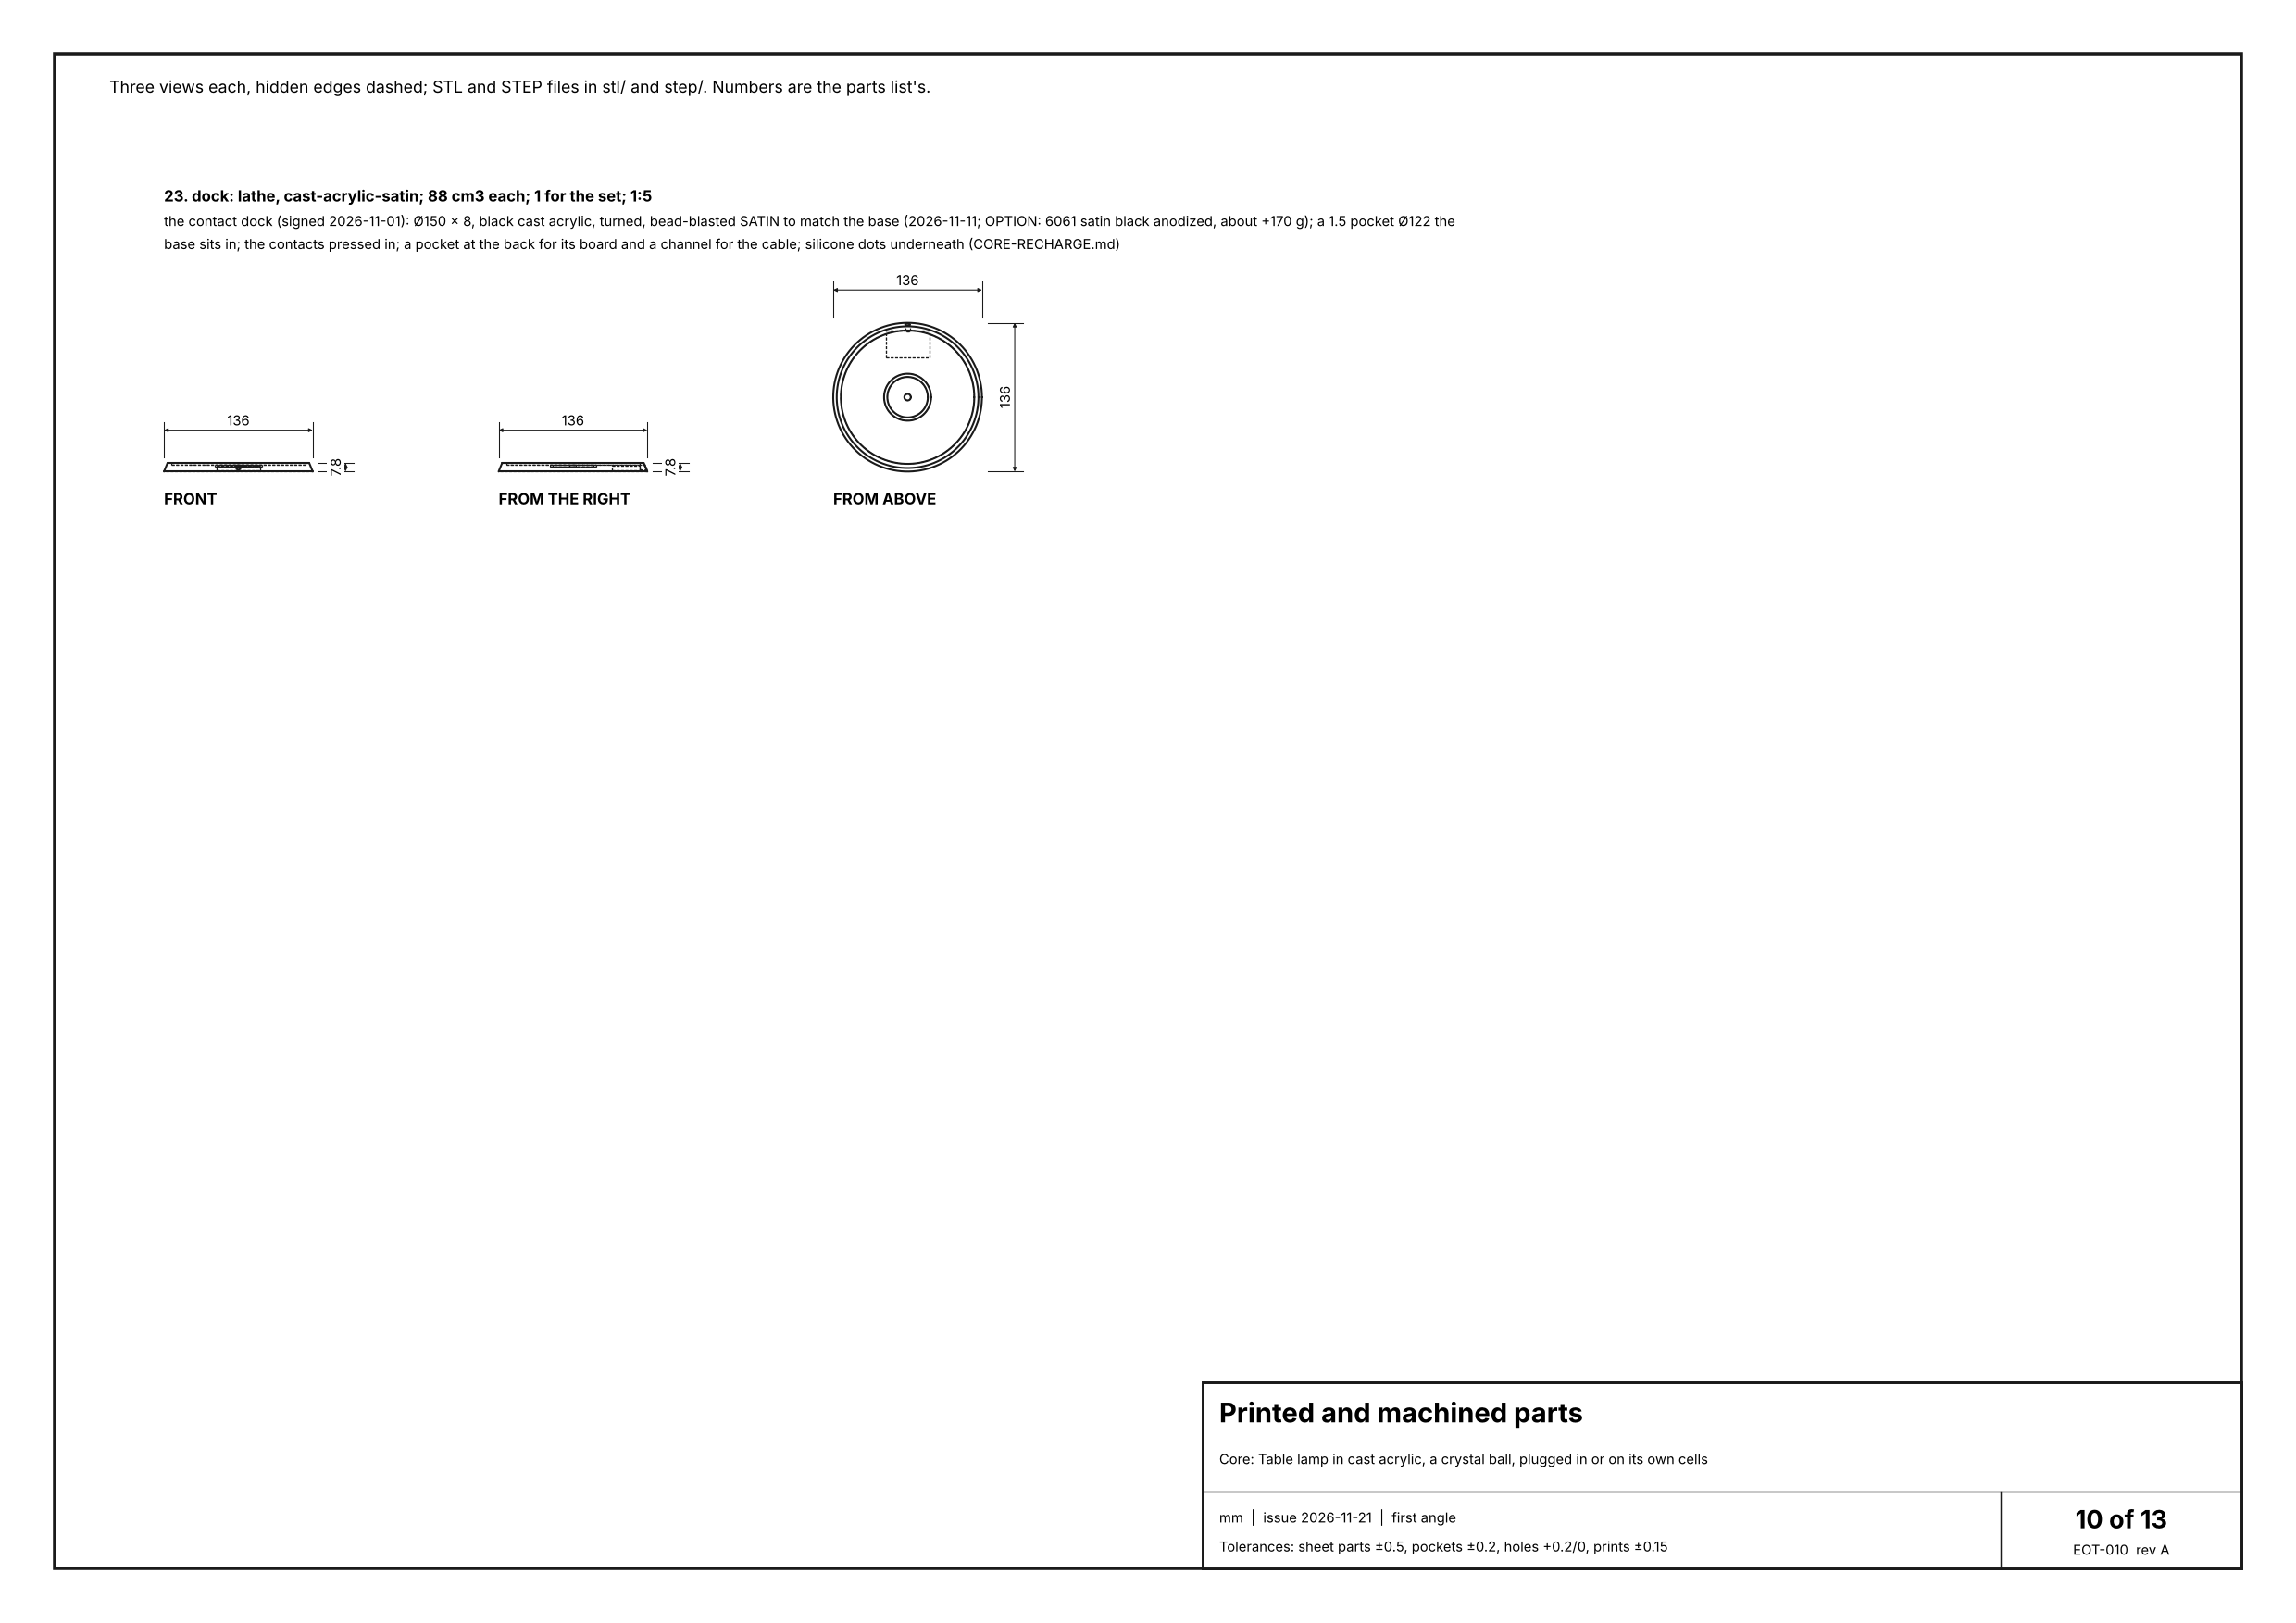 Three views each, hidden edges dashed; STL and STEP files in stl/ and step/. Numbers are the parts list's.
23. dock: lathe, cast-acrylic-satin; 88 cm3 each; 1 for the set; 1:5
the contact dock (signed 2026-11-01): Ø150 × 8, black cast acrylic, turned, bead-blasted SATIN to match the base (2026-11-11; OPTION: 6061 satin black anodized, about +170 g); a 1.5 pocket Ø122 the
base sits in; the contacts pressed in; a pocket at the back for its board and a channel for the cable; silicone dots underneath (CORE-RECHARGE.md)
136
136
136
136
7.8
7.8
FRONT
FROM THE RIGHT
FROM ABOVE
Printed and machined parts
Core: Table lamp in cast acrylic, a crystal ball, plugged in or on its own cells
mm | issue 2026-11-21 | first angle
Tolerances: sheet parts ±0.5, pockets ±0.2, holes +0.2/0, prints ±0.15
10 of 13
EOT-010 rev A